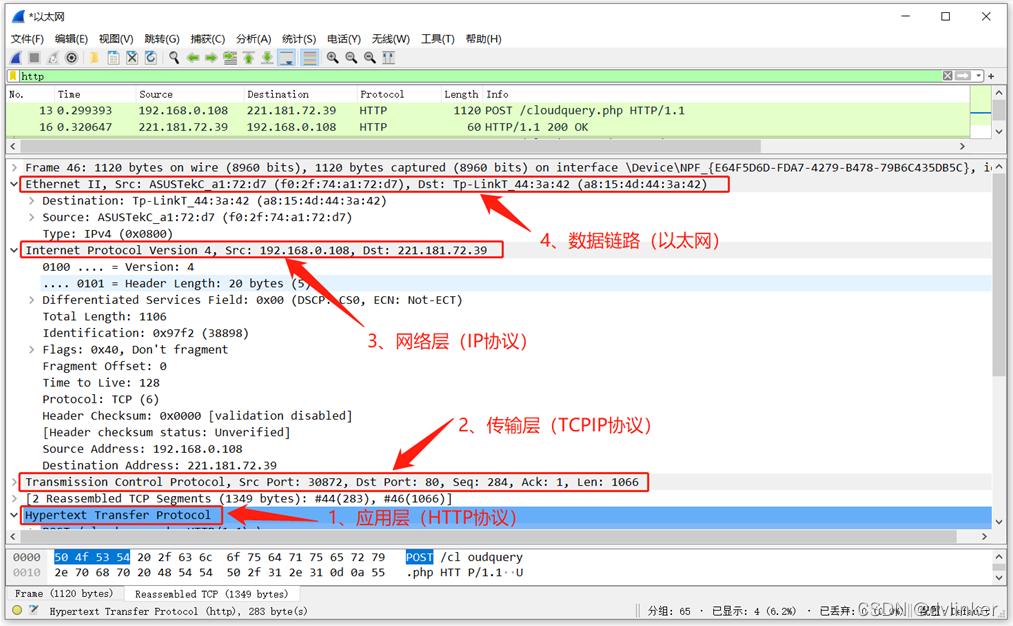 *以太网
文件(F) 编辑(E) 视图(V) 跳转(G) 捕获(C) 分析(A) 统计(S) 电话(Y) 无线(W) 工具(T) 帮助(H)
http
No. Time Source Destination Protocol Length Info
13 0.299393 192.168.0.108 221.181.72.39 HTTP 1120 POST /cloudquery.php HTTP/1.1
16 0.320647 221.181.72.39 192.168.0.108 HTTP 60 HTTP/1.1 200 OK
Frame 46: 1120 bytes on wire (8960 bits), 1120 bytes captured (8960 bits) on interface \Device\NPF_{E64F5D6D-FDA7-4279-B478-79B6C435DB5C}, i
Ethernet II, Src: ASUSTekC_a1:72:d7 (f0:2f:74:a1:72:d7), Dst: Tp-LinkT_44:3a:42 (a8:15:4d:44:3a:42)
Destination: Tp-LinkT_44:3a:42 (a8:15:4d:44:3a:42)
Source: ASUSTekC_a1:72:d7 (f0:2f:74:a1:72:d7)
Type: IPv4 (0x0800)
4、数据链路（以太网）
Internet Protocol Version 4, Src: 192.168.0.108, Dst: 221.181.72.39
0100 .... = Version: 4
.... 0101 = Header Length: 20 bytes (5)
Differentiated Services Field: 0x00 (DSCP: CS0, ECN: Not-ECT)
Total Length: 1106
Identification: 0x97f2 (38898)
3、网络层（IP协议）
Flags: 0x40, Don't fragment
Fragment Offset: 0
Time to Live: 128
Protocol: TCP (6)
Header Checksum: 0x0000 [validation disabled]
2、传输层（TCPIP协议）
[Header checksum status: Unverified]
Source Address: 192.168.0.108
Destination Address: 221.181.72.39
Transmission Control Protocol, Src Port: 30872, Dst Port: 80, Seq: 284, Ack: 1, Len: 1066
[2 Reassembled TCP Segments (1349 bytes): #44(283), #46(1066)]
Hypertext Transfer Protocol
1、应用层（HTTP协议）
0000 50 4f 53 54 20 2f 63 6c 6f 75 64 71 75 65 72 79 POST /cl oudquery
0010 2e 70 68 70 20 48 54 54 50 2f 31 2e 31 0d 0a 55 .php HTT P/1.1··U
Frame (1120 bytes) Reassembled TCP (1349 bytes)
Hypertext Transfer Protocol (http), 283 byte(s) 分组: 65 · 已显示: 4 (6.2%) · 已丢弃:
CSDN @dvlinker